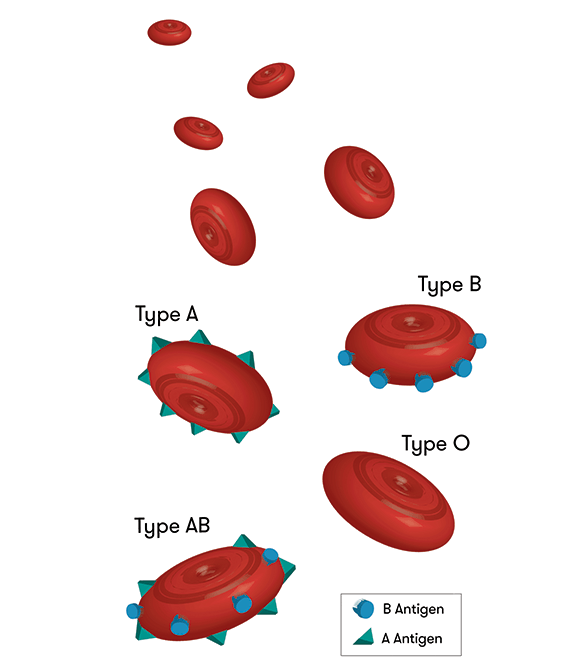 Type B
Type A
Type O
Type AB
B Antigen
A Antigen